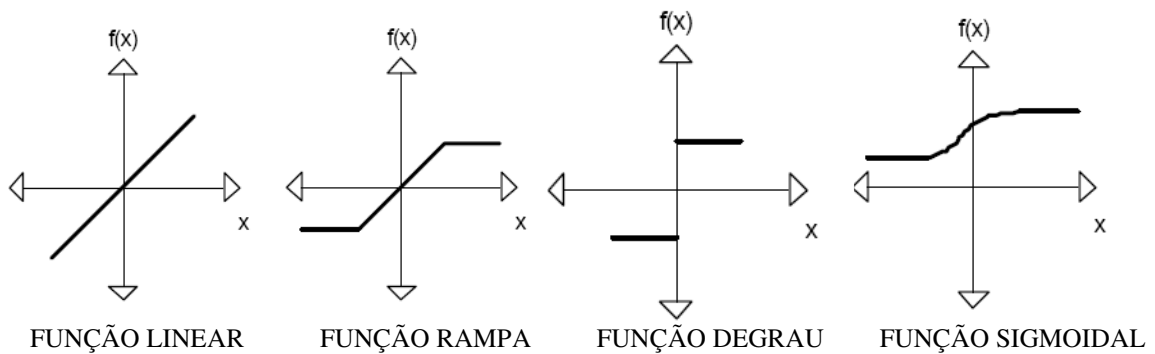 f(x) f(x) f(x) f(x)
x x x x
FUNÇÃO LINEAR FUNÇÃO RAMPA FUNÇÃO DEGRAU FUNÇÃO SIGMOIDAL